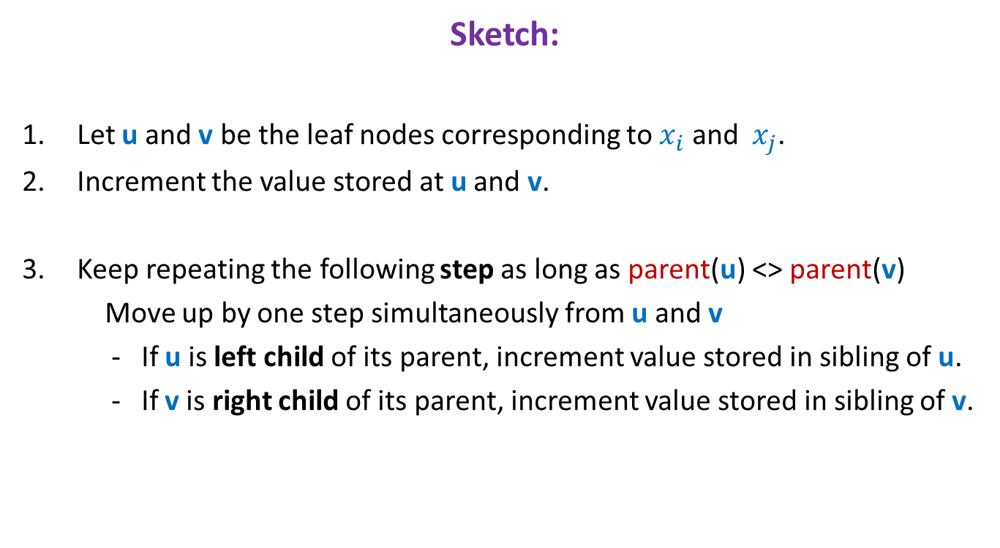 Sketch:
1. Let u and v be the leaf nodes corresponding to xᵢ and xⱼ.
2. Increment the value stored at u and v.
3. Keep repeating the following step as long as parent(u) <> parent(v)
Move up by one step simultaneously from u and v
- If u is left child of its parent, increment value stored in sibling of u.
- If v is right child of its parent, increment value stored in sibling of v.